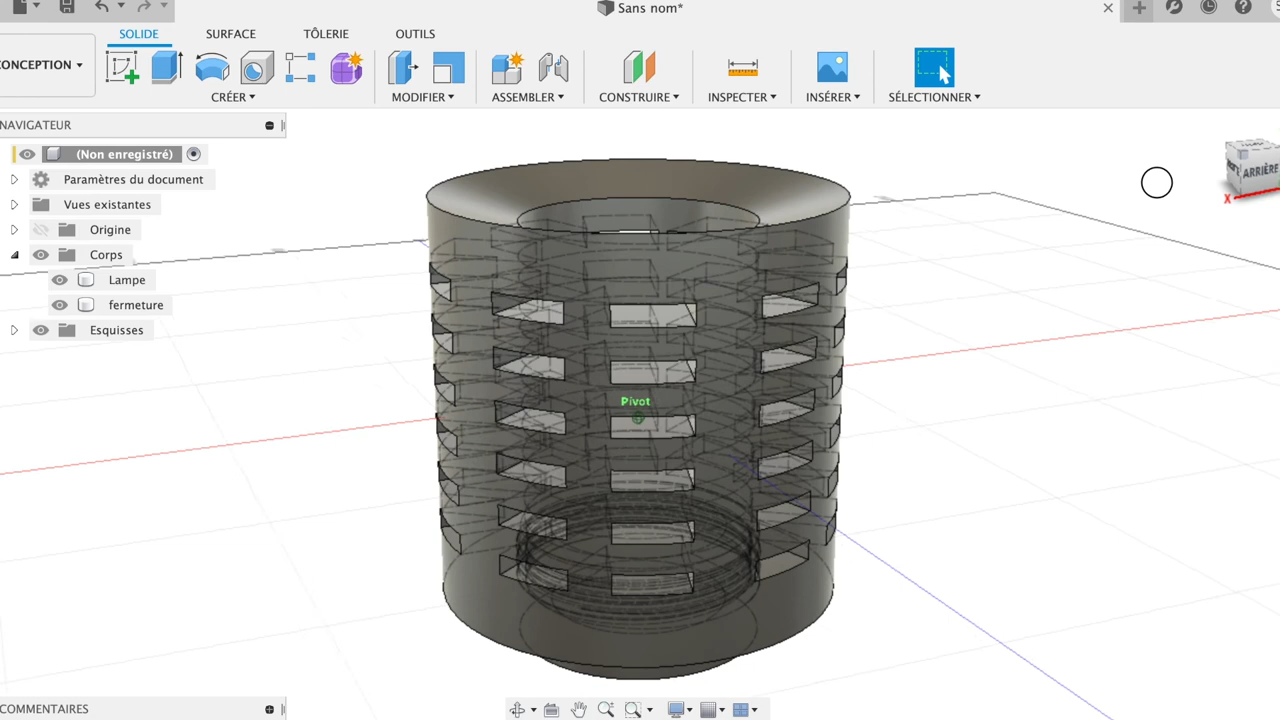 Sans nom*
SOLIDE SURFACE TÔLERIE OUTILS
ONCEPTION
CRÉER MODIFIER ASSEMBLER CONSTRUIRE INSPECTER INSÉRER SÉLECTIONNER
NAVIGATEUR
(Non enregistré)
Paramètres du document
Vues existantes
Origine
Corps
Lampe
fermeture
Esquisses
ARRIÈRE
X
Pivot
COMMENTAIRES